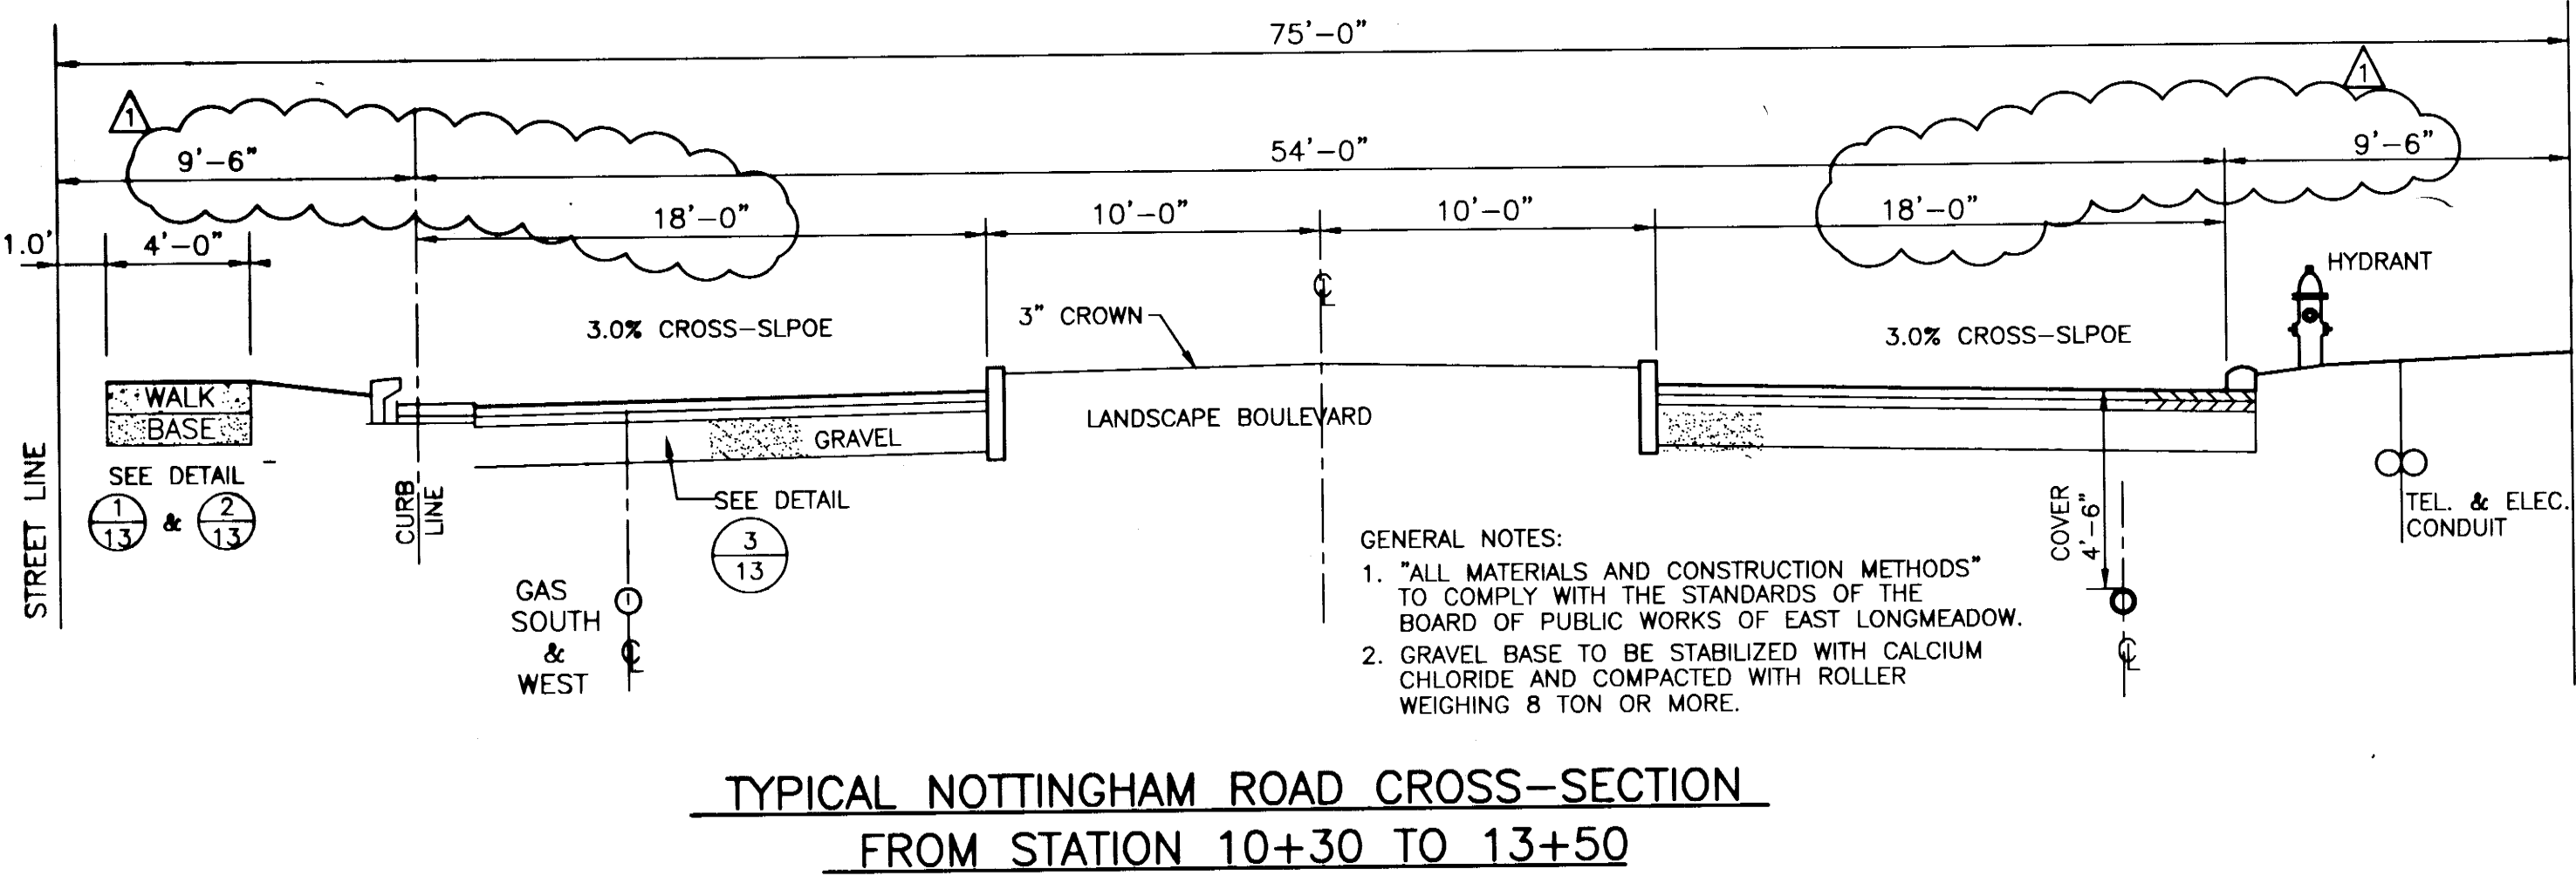 75'-0"
1
1
9'-6"
54'-0"
9'-6"
18'-0"
10'-0"
10'-0"
18'-0"
1.0'
4'-0"
HYDRANT
℄
3" CROWN
3.0% CROSS-SLPOE
3.0% CROSS-SLPOE
WALK
BASE
LANDSCAPE BOULEVARD
GRAVEL
STREET LINE
SEE DETAIL
1
13
&
2
13
CURB
LINE
SEE DETAIL
3
13
GAS
SOUTH
&
WEST
℄
GENERAL NOTES:
1. "ALL MATERIALS AND CONSTRUCTION METHODS"
TO COMPLY WITH THE STANDARDS OF THE
BOARD OF PUBLIC WORKS OF EAST LONGMEADOW.
2. GRAVEL BASE TO BE STABILIZED WITH CALCIUM
CHLORIDE AND COMPACTED WITH ROLLER
WEIGHING 8 TON OR MORE.
COVER
4'-6"
℄
TEL. & ELEC.
CONDUIT
TYPICAL NOTTINGHAM ROAD CROSS-SECTION
FROM STATION 10+30 TO 13+50